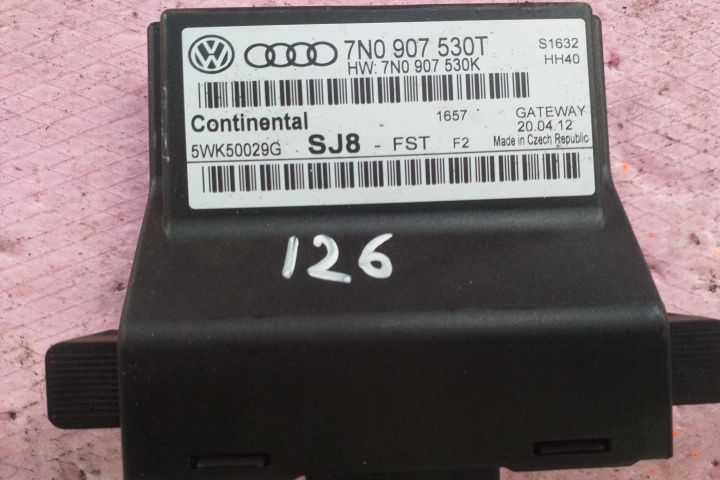 7N0 907 530T S1632
HW: 7N0 907 530K HH40
Continental 1657 GATEWAY
20.04.12
5WK50029G SJ8 - FST F2 Made in Czech Republic
126